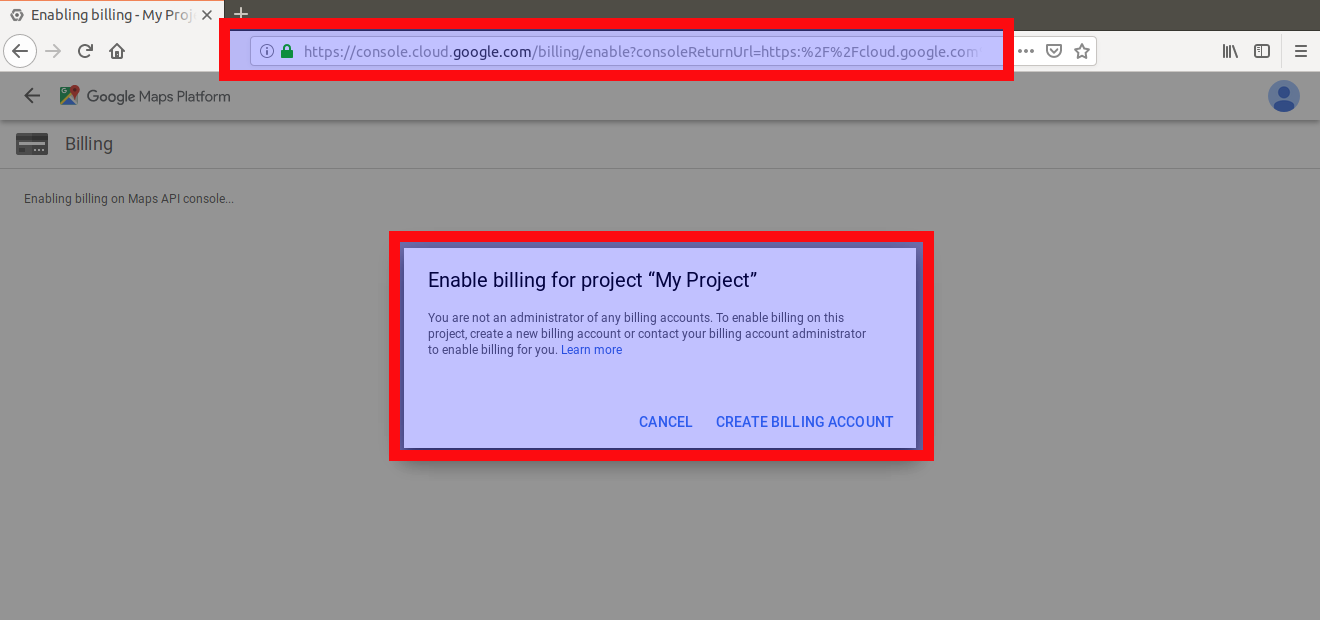 Enabling billing - My Proj
https://console.cloud.google.com/billing/enable?consoleReturnUrl=https:%2F%2Fcloud.google.com
Google Maps Platform
Billing
Enabling billing on Maps API console...
Enable billing for project “My Project”
You are not an administrator of any billing accounts. To enable billing on this
project, create a new billing account or contact your billing account administrator
to enable billing for you. Learn more
CANCEL CREATE BILLING ACCOUNT